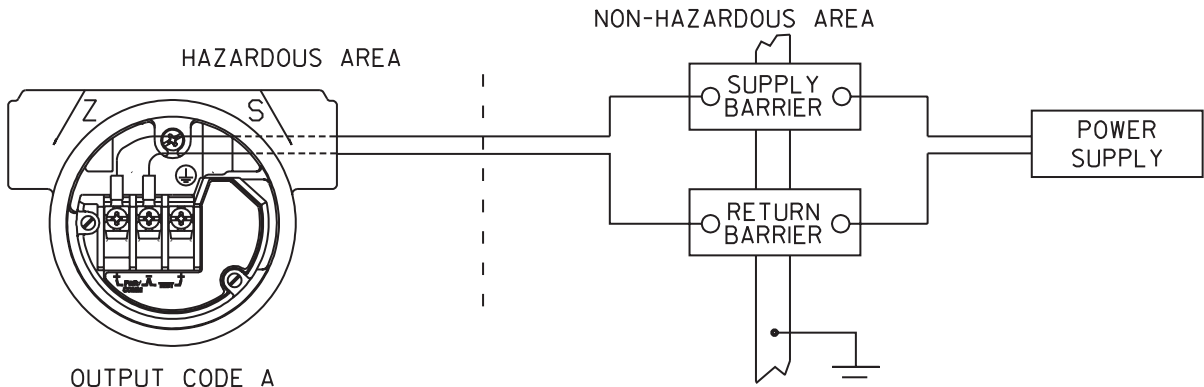 NON-HAZARDOUS AREA
HAZARDOUS AREA
Z
S
SUPPLY
BARRIER
POWER
SUPPLY
RETURN
BARRIER
OUTPUT CODE A